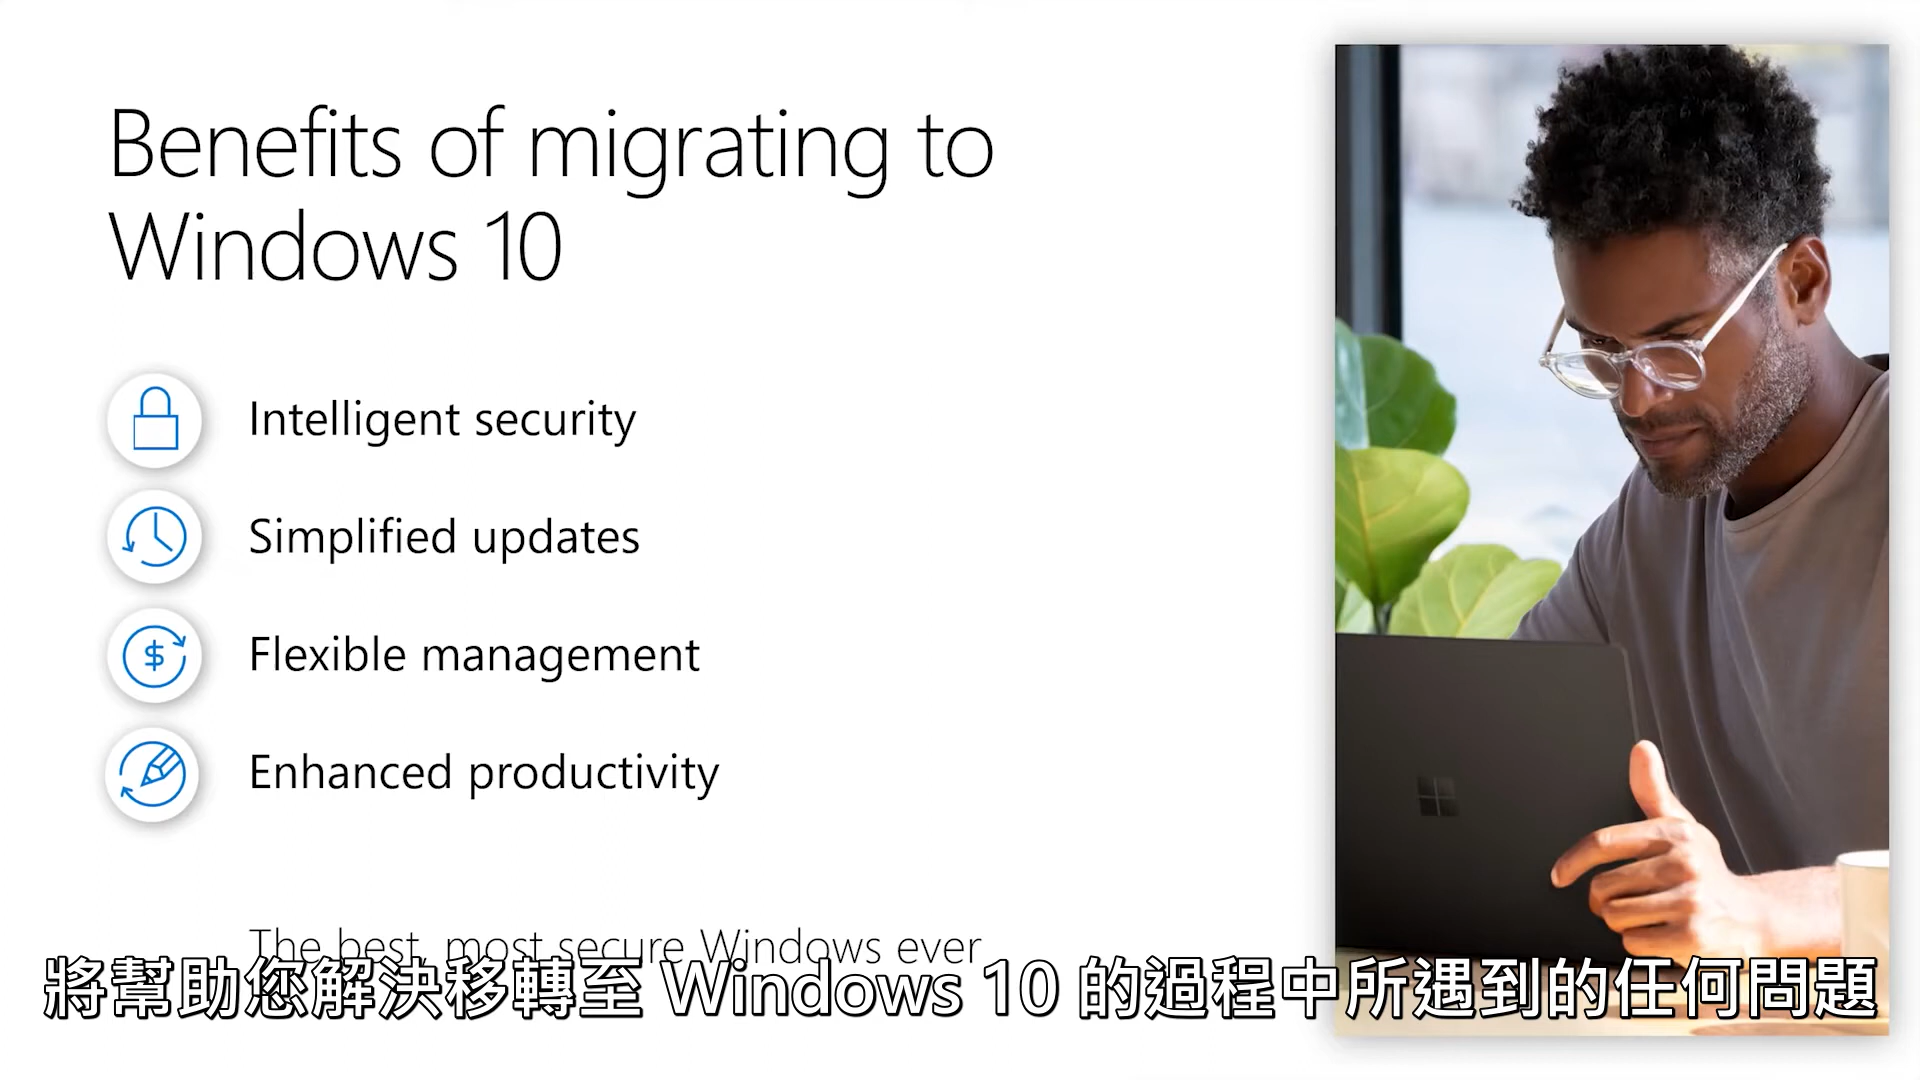 Benefits of migrating to
Windows 10
Intelligent security
Simplified updates
$
Flexible management
Enhanced productivity
The best, most secure Windows ever
將幫助您解決移轉至 Windows 10 的過程中所遇到的任何問題